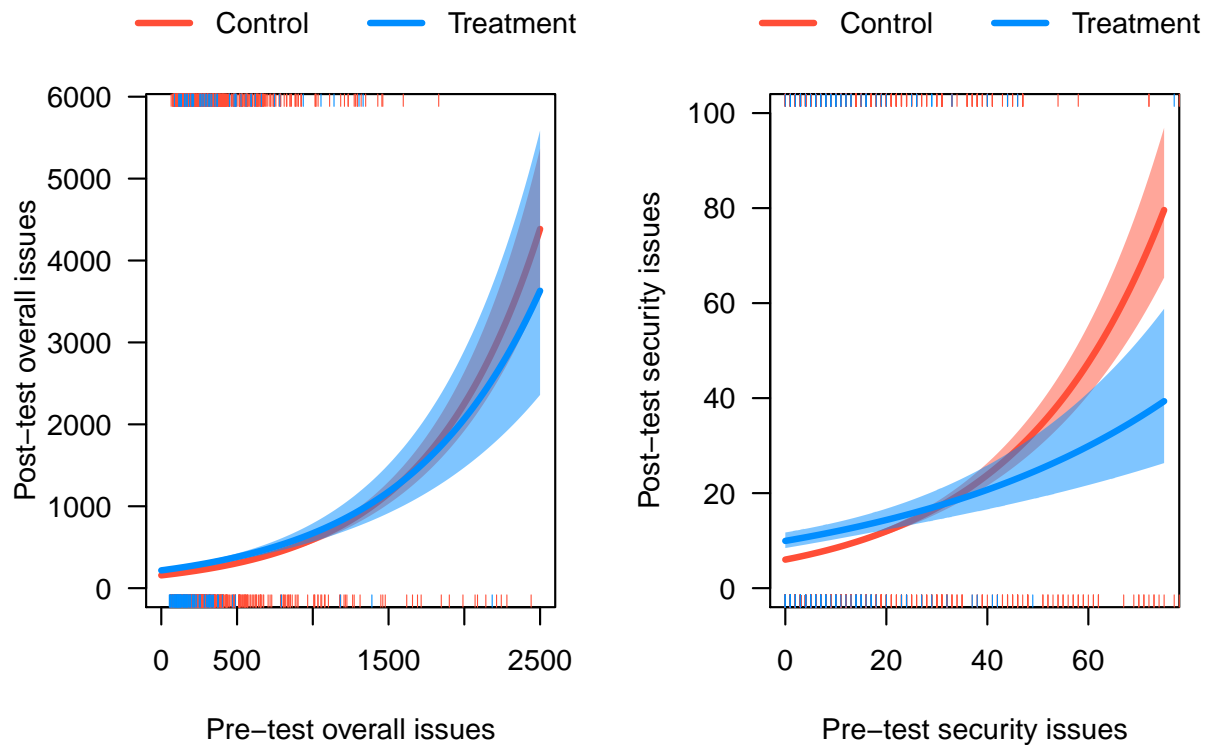 Control Treatment
6000
5000
4000
3000
2000
1000
0
Post−test overall issues
0 500 1500 2500
Pre−test overall issues
Control Treatment
100
80
60
40
20
0
Post−test security issues
0 20 40 60
Pre−test security issues